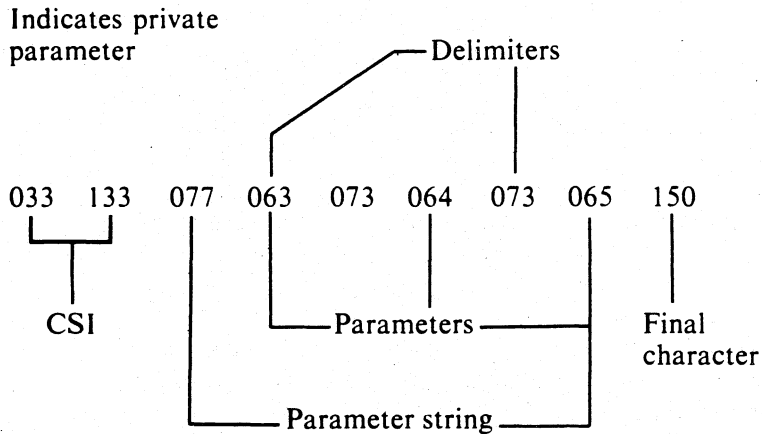 Indicates private
parameter
Delimiters
033 133 077 063 073 064 073 065 150
CSI
Parameters
Final
character
Parameter string